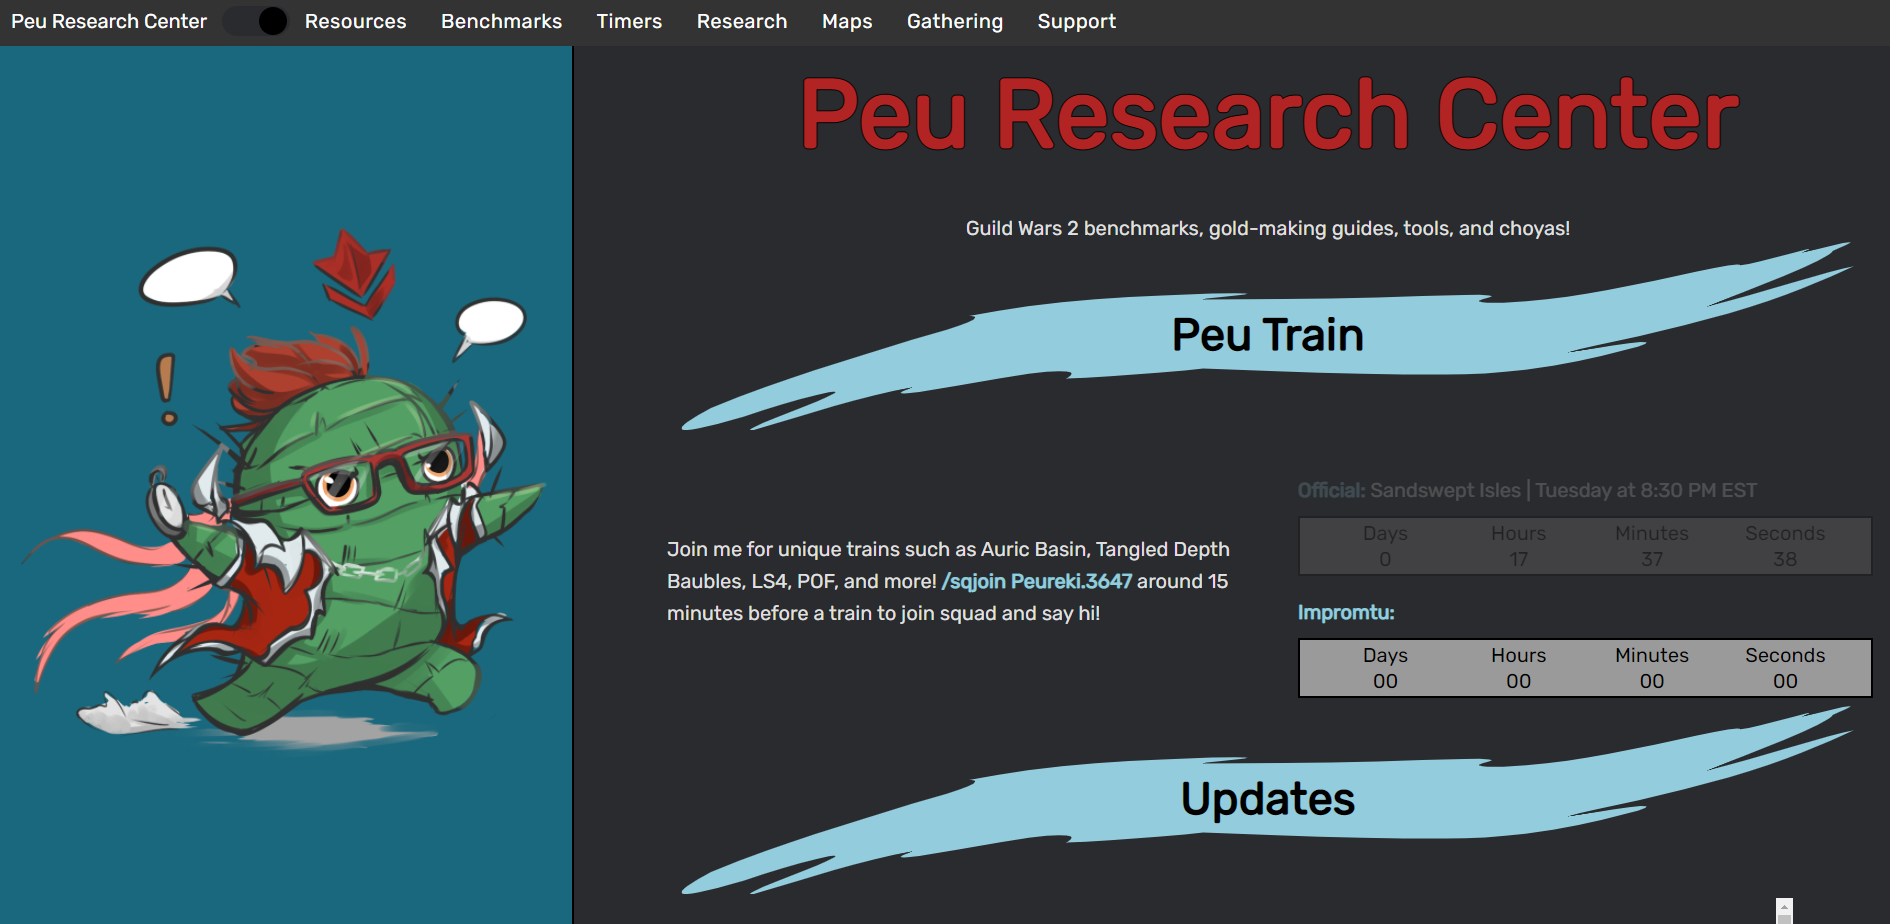 Peu Research Center Resources Benchmarks Timers Research Maps Gathering Support
Peu Research Center
Guild Wars 2 benchmarks, gold-making guides, tools, and choyas!
Peu Train
Join me for unique trains such as Auric Basin, Tangled Depth
Baubles, LS4, POF, and more! /sqjoin Peureki.3647 around 15
minutes before a train to join squad and say hi!
Official: Sandswept Isles | Tuesday at 8:30 PM EST
Days Hours Minutes Seconds
0 17 37 38
Impromtu:
Days Hours Minutes Seconds
00 00 00 00
Updates